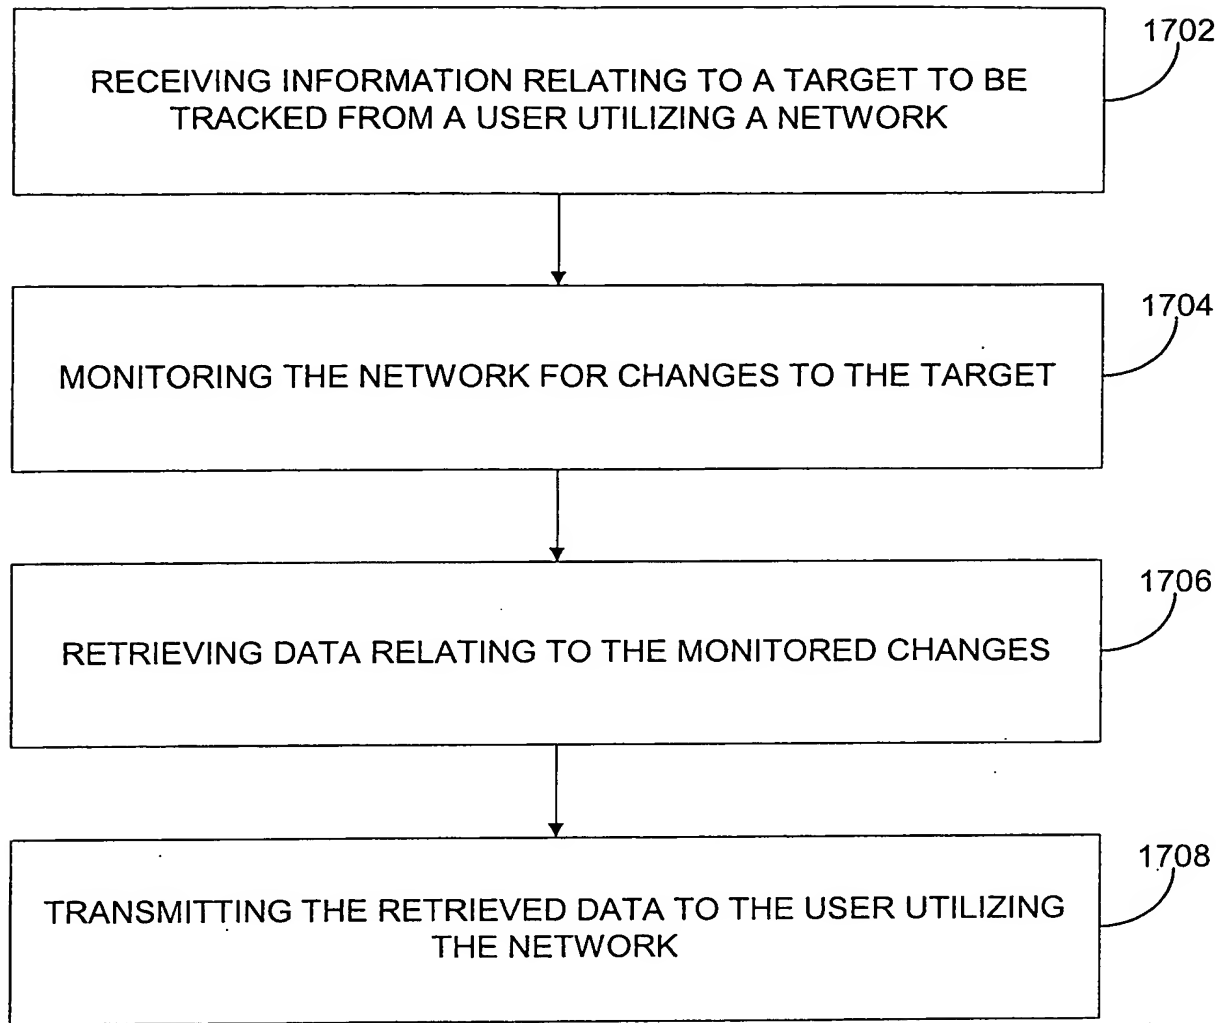 1702
RECEIVING INFORMATION RELATING TO A TARGET TO BE
TRACKED FROM A USER UTILIZING A NETWORK
1704
MONITORING THE NETWORK FOR CHANGES TO THE TARGET
1706
RETRIEVING DATA RELATING TO THE MONITORED CHANGES
1708
TRANSMITTING THE RETRIEVED DATA TO THE USER UTILIZING
THE NETWORK